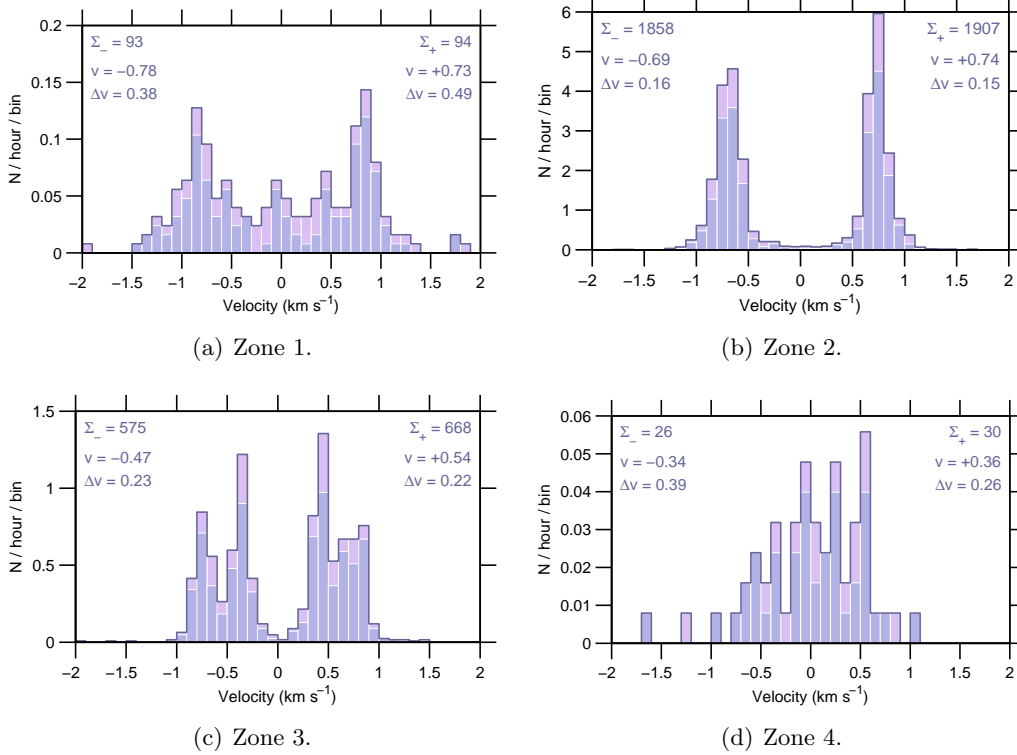 0.2
0.15
0.1
0.05
0
N / hour / bin
Σ− = 93
v = −0.78
Δv = 0.38
Σ+ = 94
v = +0.73
Δv = 0.49
−2 −1.5 −1 −0.5 0 0.5 1 1.5 2
Velocity (km s−1)
(a) Zone 1.
6
5
4
3
2
1
0
N / hour / bin
Σ− = 1858
v = −0.69
Δv = 0.16
Σ+ = 1907
v = +0.74
Δv = 0.15
−2 −1.5 −1 −0.5 0 0.5 1 1.5 2
Velocity (km s−1)
(b) Zone 2.
1.5
1
0.5
0
N / hour / bin
Σ− = 575
v = −0.47
Δv = 0.23
Σ+ = 668
v = +0.54
Δv = 0.22
−2 −1.5 −1 −0.5 0 0.5 1 1.5 2
Velocity (km s−1)
(c) Zone 3.
0.06
0.05
0.04
0.03
0.02
0.01
0
N / hour / bin
Σ− = 26
v = −0.34
Δv = 0.39
Σ+ = 30
v = +0.36
Δv = 0.26
−2 −1.5 −1 −0.5 0 0.5 1 1.5 2
Velocity (km s−1)
(d) Zone 4.